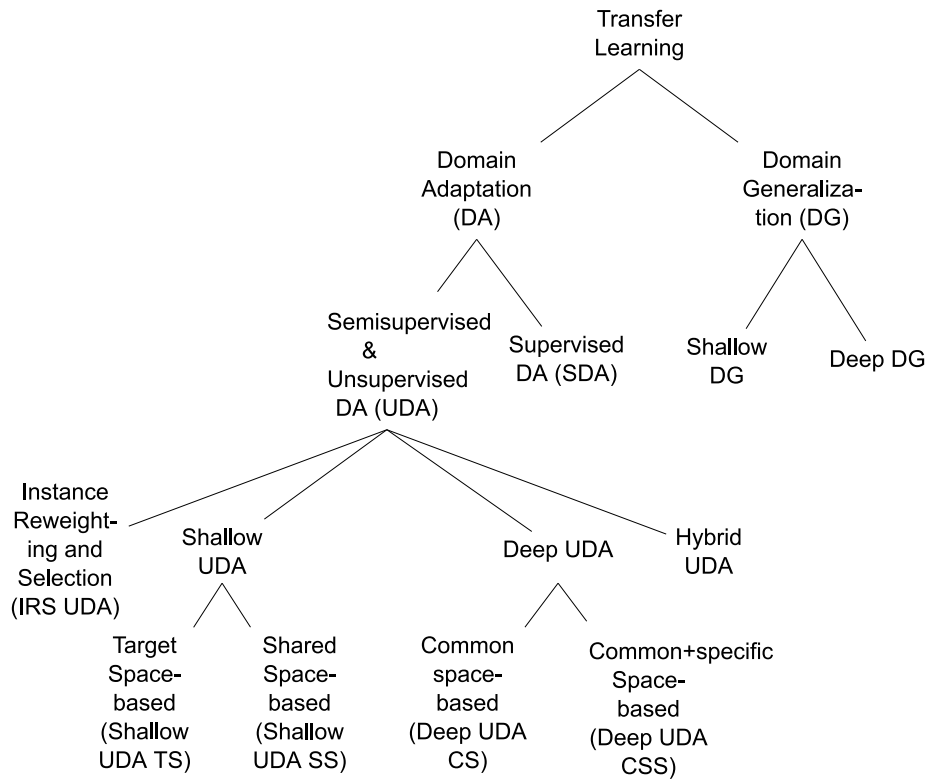 Transfer
Learning
Domain
Adaptation
(DA)
Domain
Generaliza-
tion (DG)
Semisupervised
&
Unsupervised
DA (UDA)
Supervised
DA (SDA)
Shallow
DG
Deep DG
Instance
Reweight-
ing and
Selection
(IRS UDA)
Shallow
UDA
Deep UDA
Hybrid
UDA
Target
Space-
based
(Shallow
UDA TS)
Shared
Space-
based
(Shallow
UDA SS)
Common
space-
based
(Deep UDA
CS)
Common+specific
Space-
based
(Deep UDA
CSS)